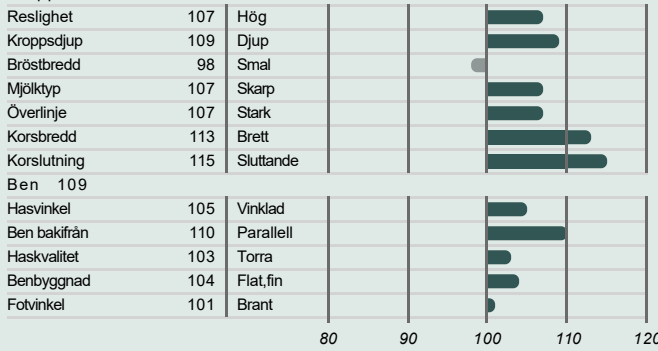 Reslighet 107 Hög
Kroppsdjup 109 Djup
Bröstbredd 98 Smal
Mjölktyp 107 Skarp
Överlinje 107 Stark
Korsbredd 113 Brett
Korslutning 115 Sluttande
Ben 109
Hasvinkel 105 Vinklad
Ben bakifrån 110 Parallell
Haskvalitet 103 Torra
Benbyggnad 104 Flat,fin
Fotvinkel 101 Brant
80 90 100 110 120